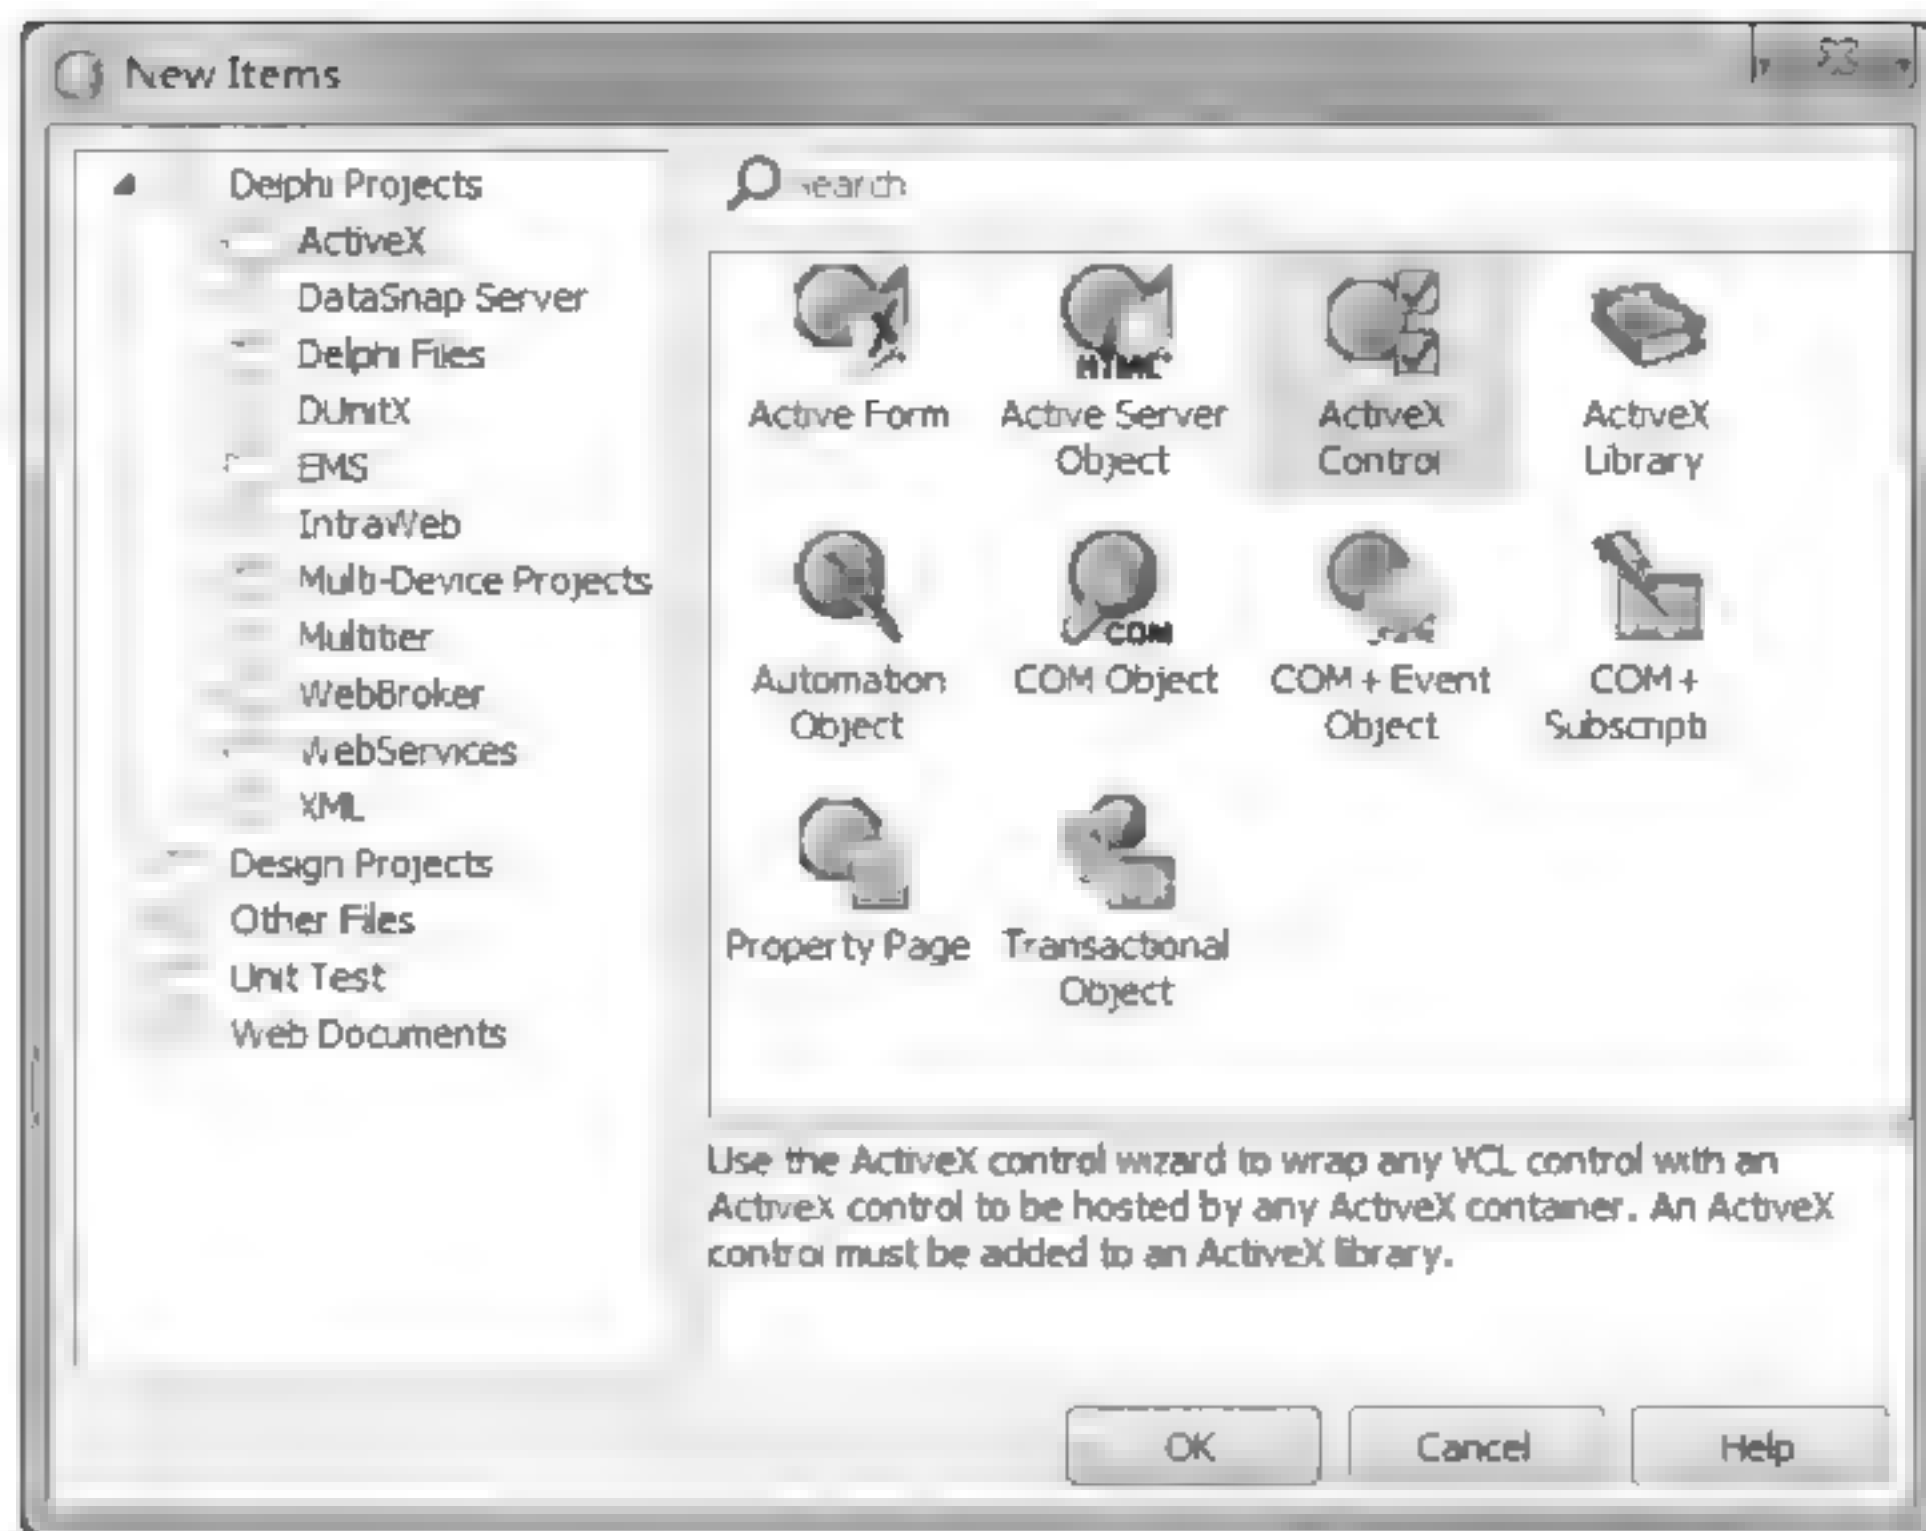 New Items
Delphi Projects
ActiveX
DataSnap Server
Delphi Files
DUnitX
EMS
IntraWeb
Multi-Device Projects
Multitier
WebBroker
WebServices
XML
Design Projects
Other Files
Unit Test
Web Documents
Search
Active Form
Active Server
Object
ActiveX
Control
ActiveX
Library
HTML
Automation
Object
COM
COM Object
COM+ Event
Object
COM+
Subscripti
Property Page
Transactional
Object
Use the ActiveX control wizard to wrap any VCL control with an
ActiveX control to be hosted by any ActiveX container. An ActiveX
control must be added to an ActiveX library.
OK
Cancel
Help